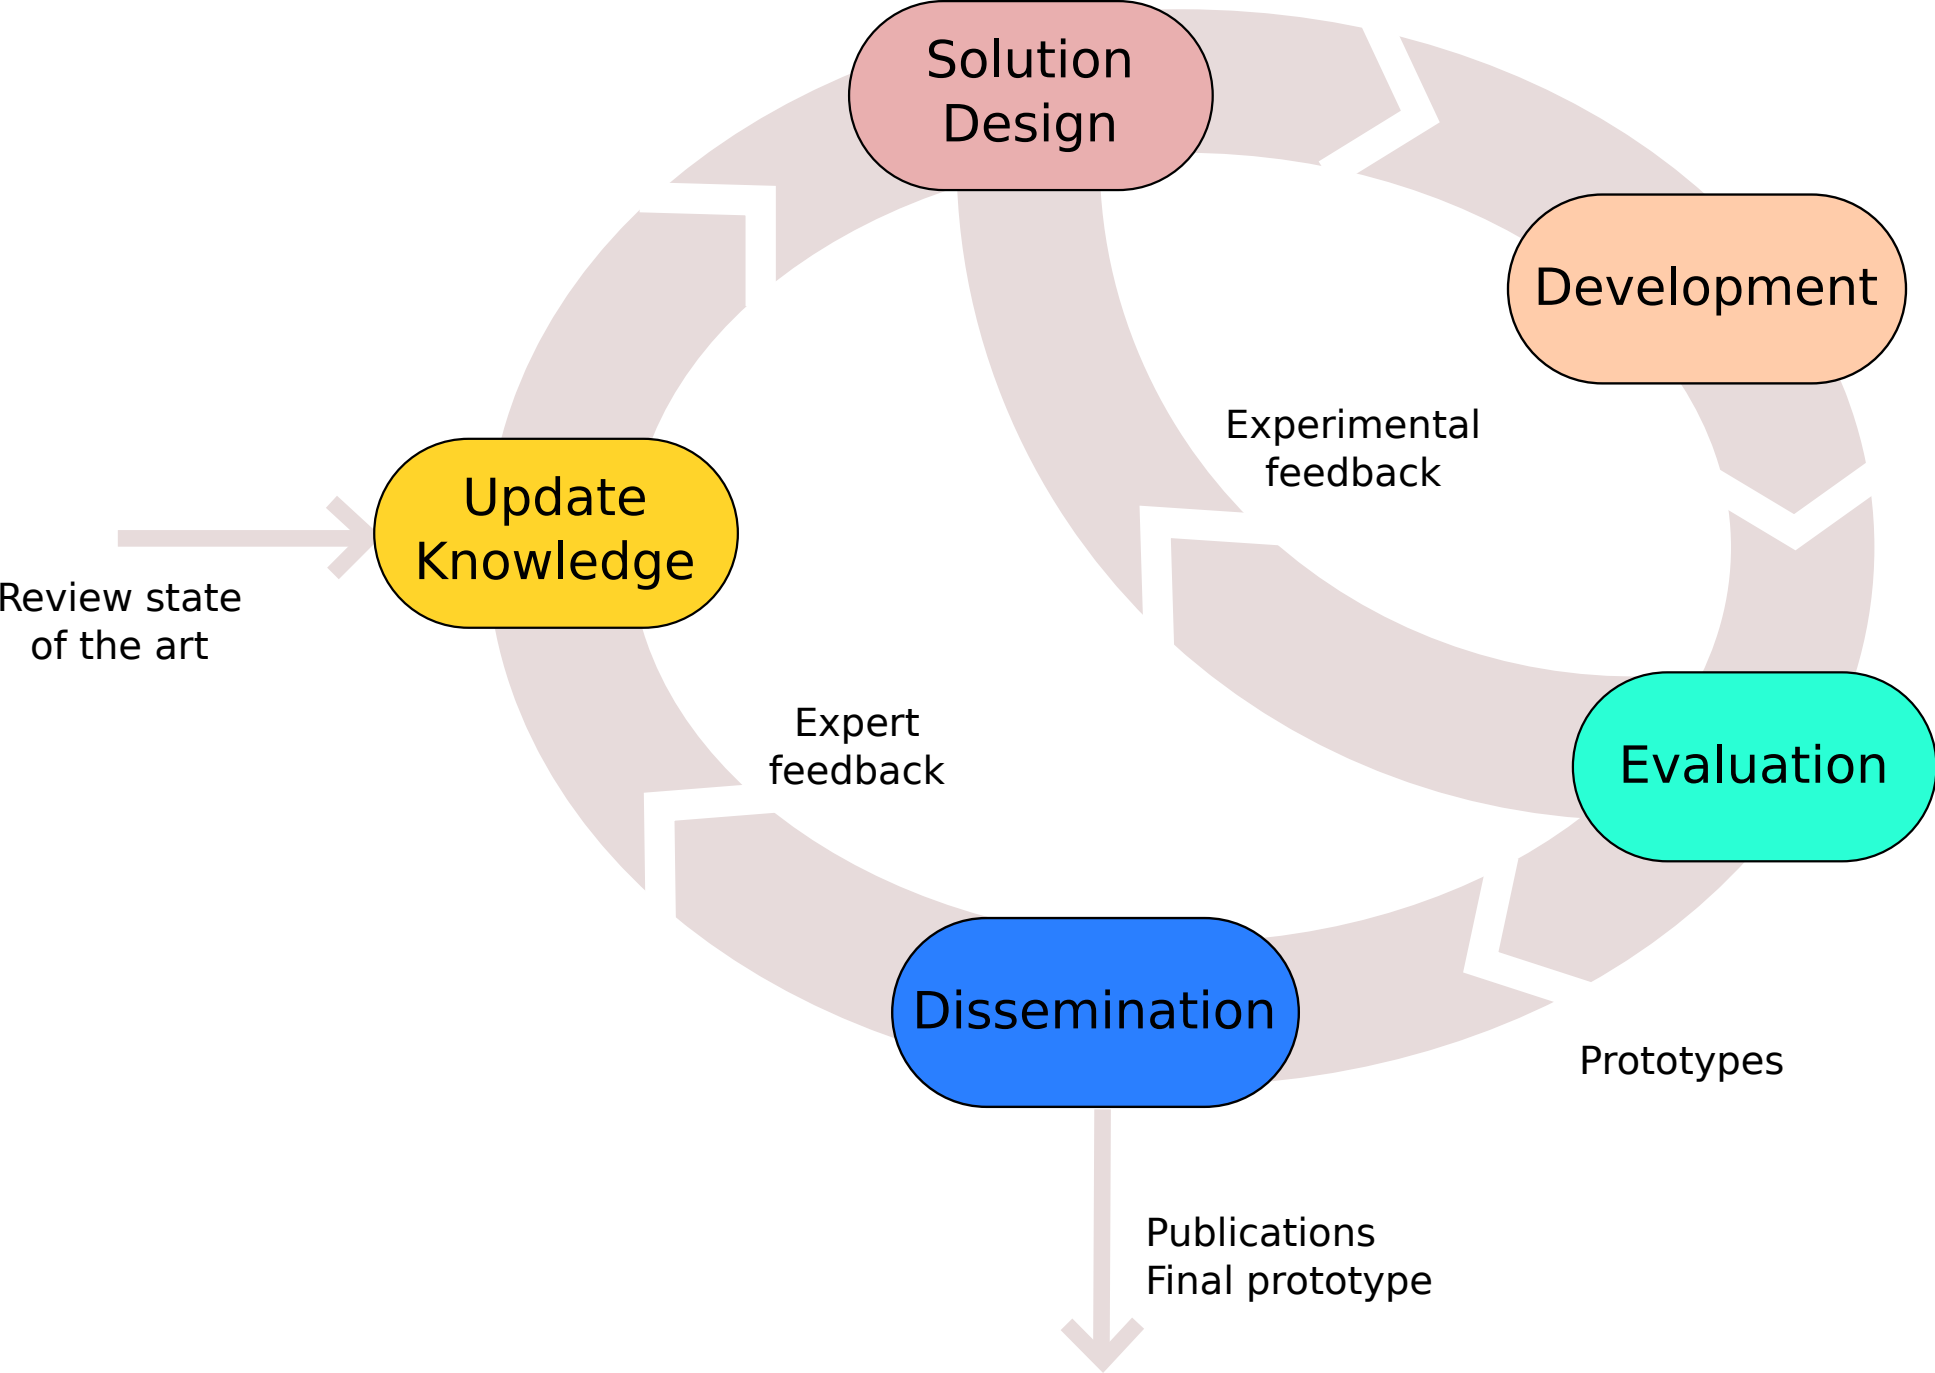 Solution
Design
Development
Experimental
feedback
Update
Knowledge
Review state
of the art
Expert
feedback
Evaluation
Dissemination
Prototypes
Publications
Final prototype